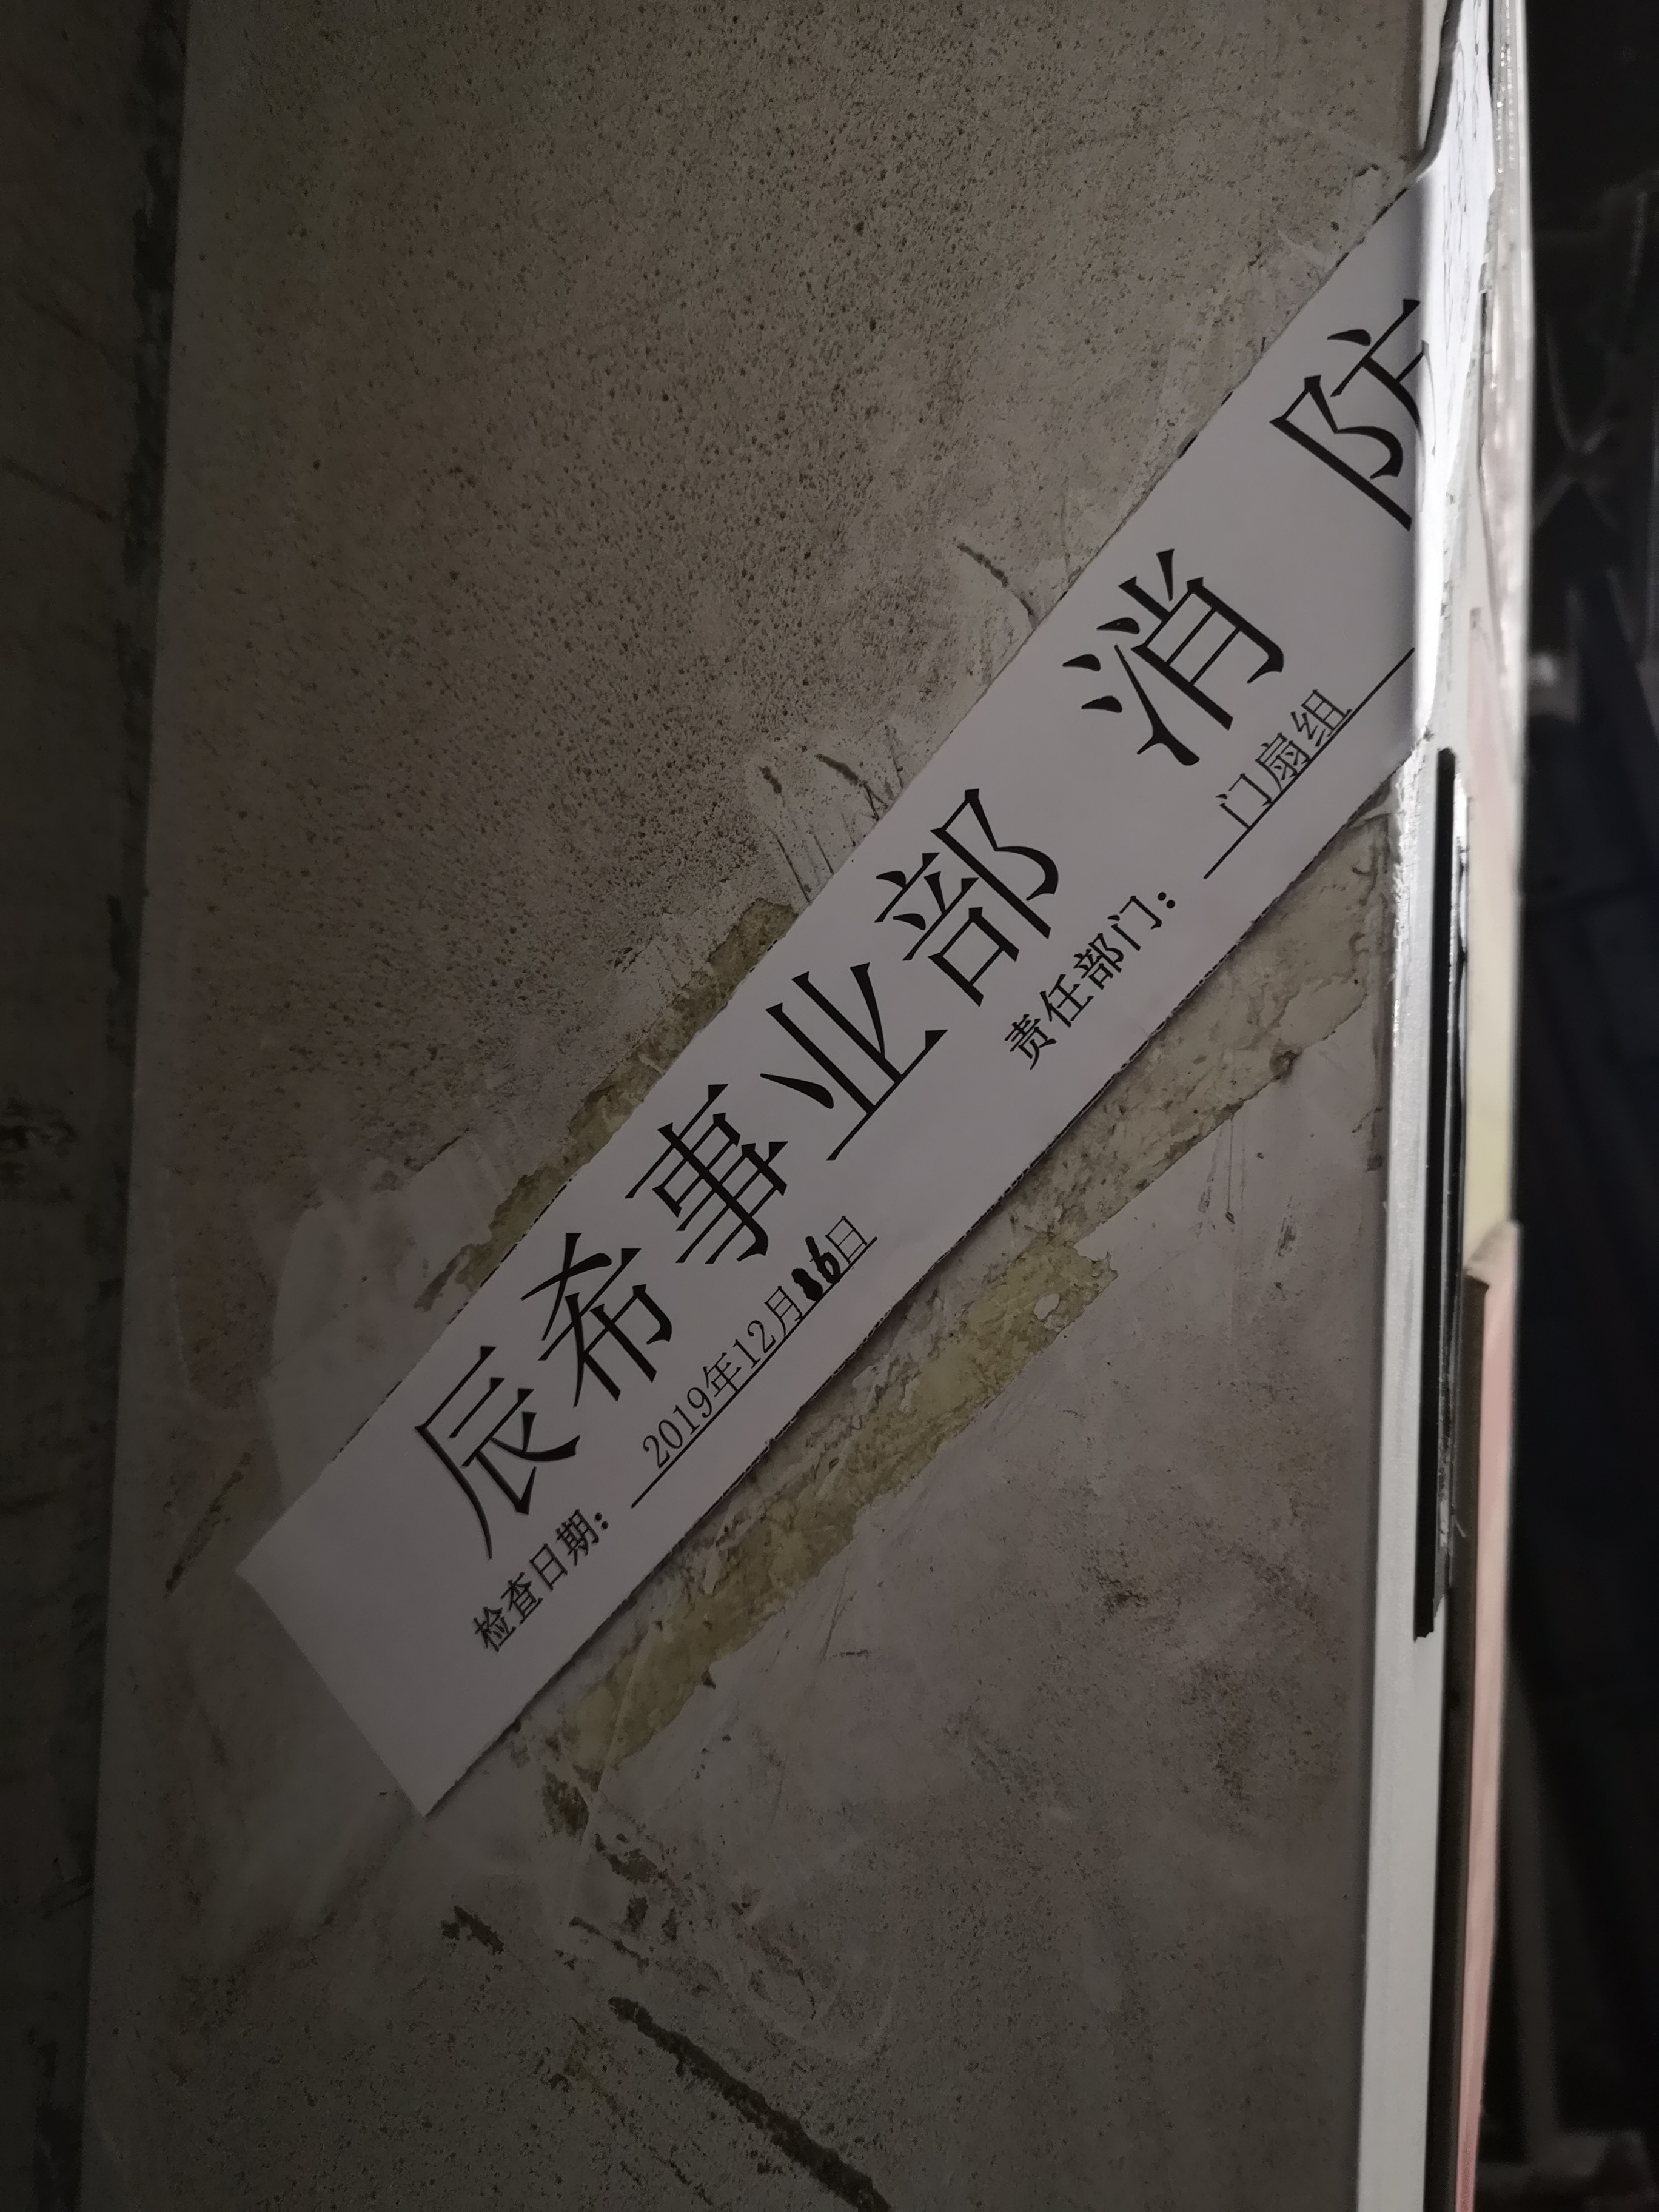 辰希事业部 消 防
检查日期： 2019年12月16日 责任部门： 门扇组